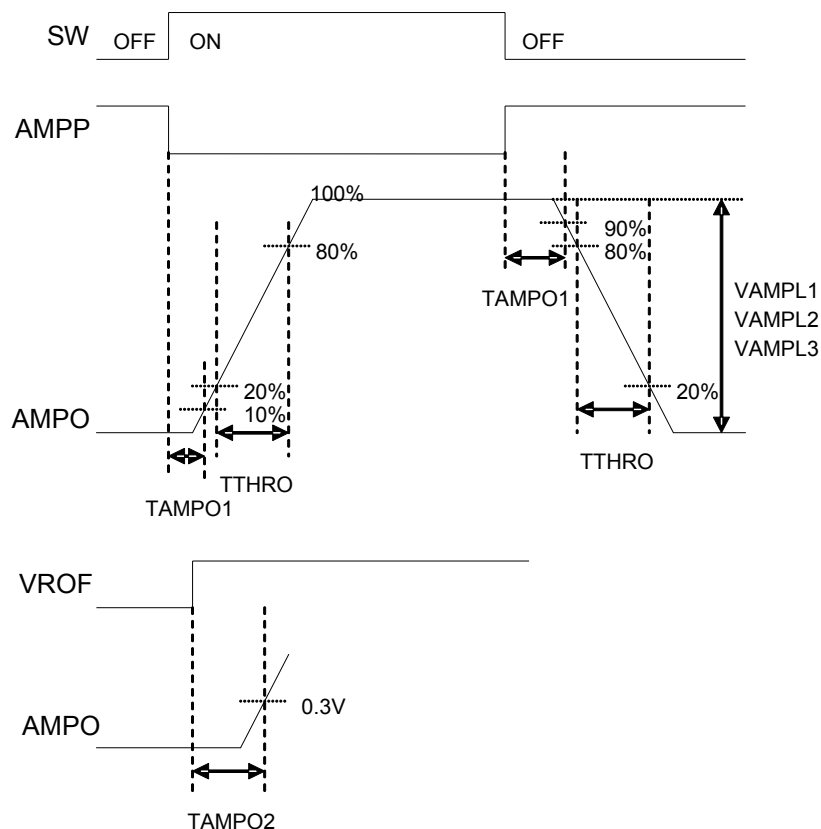 SW OFF ON OFF
AMPP
100%
90%
80% 80%
TAMPO1
VAMPL1
VAMPL2
VAMPL3
20% 20%
10%
AMPO
TTHRO TTHRO
TAMPO1
VROF
0.3V
AMPO
TAMPO2